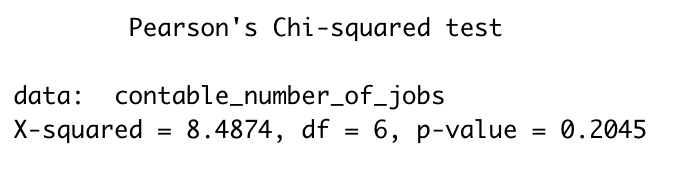 Pearson's Chi-squared test
data: contable_number_of_jobs
X-squared = 8.4874, df = 6, p-value = 0.2045